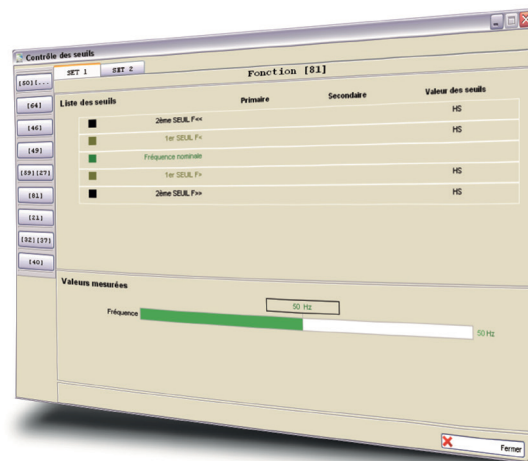 Contrôle des seuils
[50][...
[64]
[46]
[49]
[59][27]
[81]
[21]
[32][37]
[40]
SET 1 SET 2
Fonction [81]
Liste des seuils Primaire Secondaire Valeur des seuils
2ème SEUIL F<< HS
1er SEUIL F<
Fréquence nominale
1er SEUIL F> HS
2ème SEUIL F>> HS
Valeurs mesurées
50 Hz
Fréquence 50 Hz
Fermer